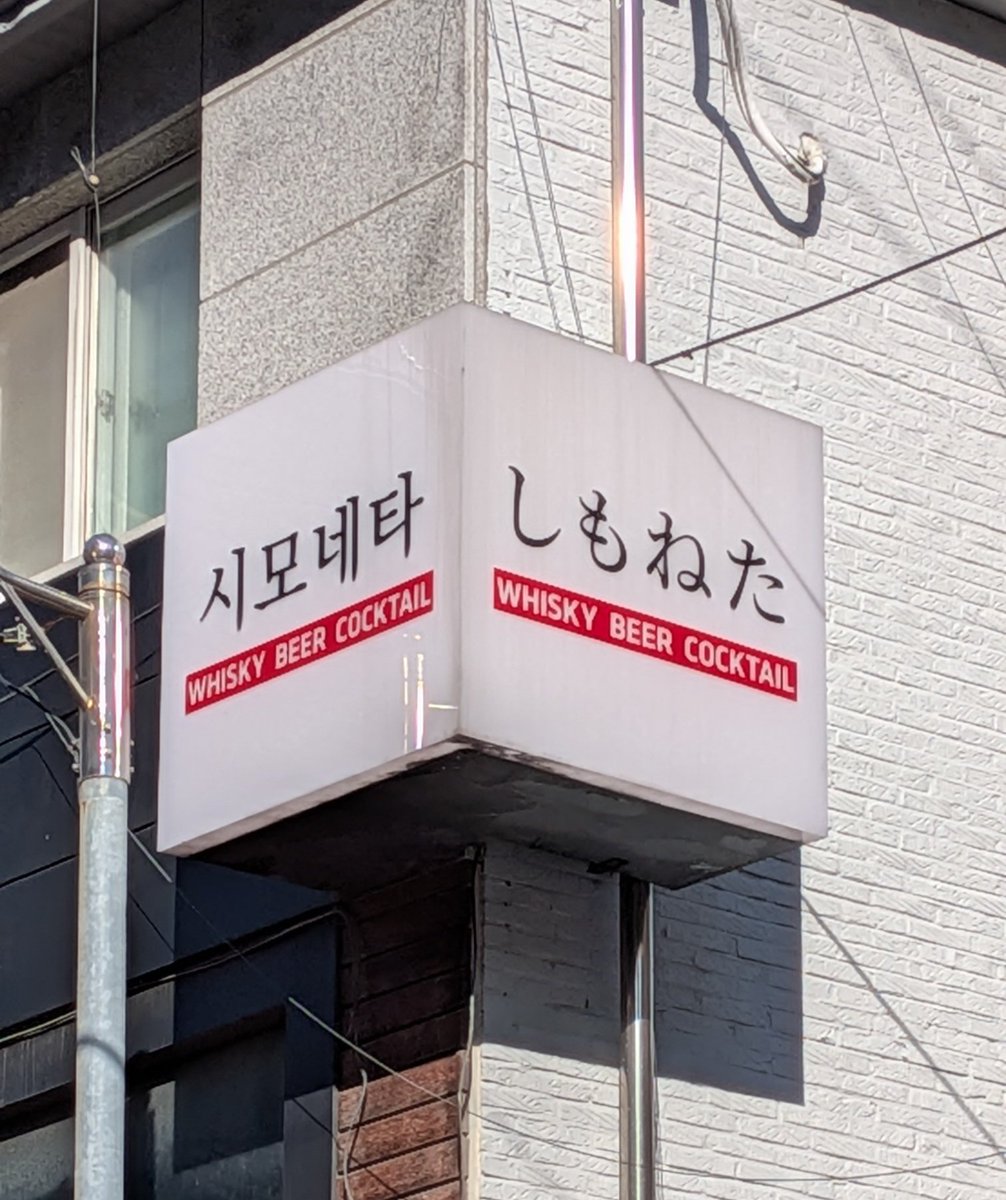 시모네타
WHISKY BEER COCKTAIL
しもねた
WHISKY BEER COCKTAIL